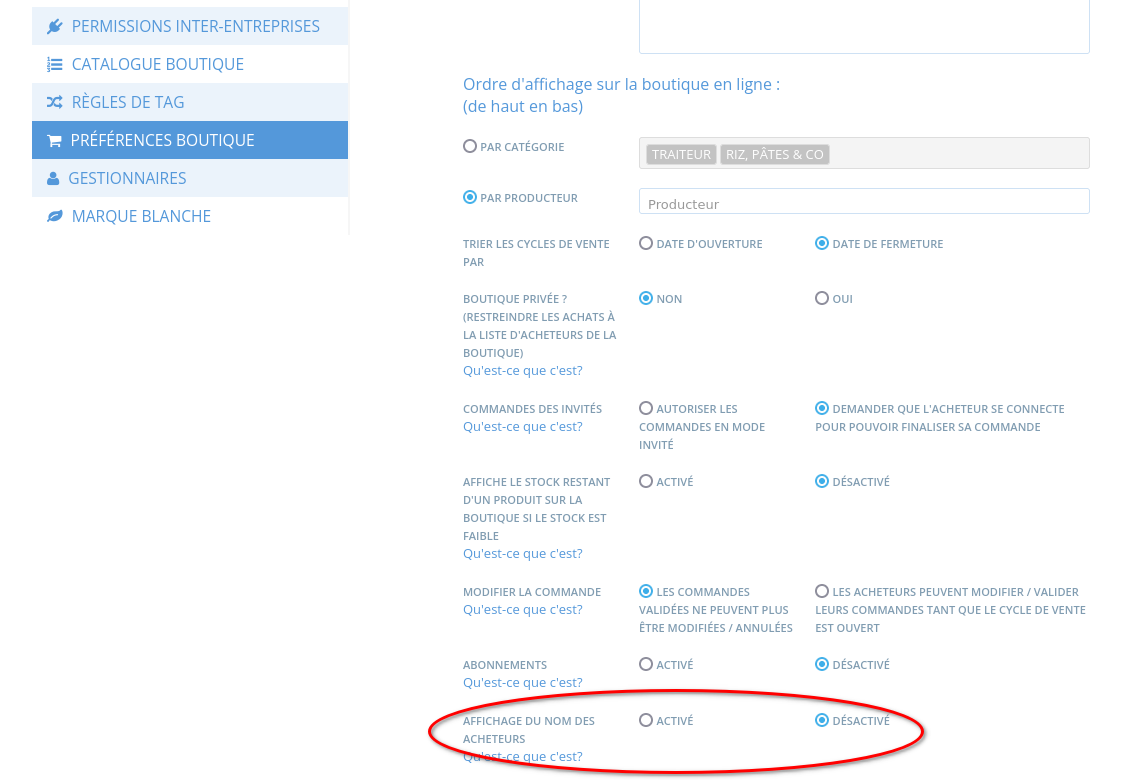 PERMISSIONS INTER-ENTREPRISES
CATALOGUE BOUTIQUE
RÈGLES DE TAG
PRÉFÉRENCES BOUTIQUE
GESTIONNAIRES
MARQUE BLANCHE
Ordre d'affichage sur la boutique en ligne :
(de haut en bas)
PAR CATÉGORIE
TRAITEUR RIZ, PÂTES & CO
PAR PRODUCTEUR
Producteur
TRIER LES CYCLES DE VENTE
PAR
DATE D'OUVERTURE
DATE DE FERMETURE
BOUTIQUE PRIVÉE ?
(RESTREINDRE LES ACHATS À
LA LISTE D'ACHETEURS DE LA
BOUTIQUE)
Qu'est-ce que c'est?
NON
OUI
COMMANDES DES INVITÉS
Qu'est-ce que c'est?
AUTORISER LES
COMMANDES EN MODE
INVITÉ
DEMANDER QUE L'ACHETEUR SE CONNECTE
POUR POUVOIR FINALISER SA COMMANDE
AFFICHE LE STOCK RESTANT
D'UN PRODUIT SUR LA
BOUTIQUE SI LE STOCK EST
FAIBLE
Qu'est-ce que c'est?
ACTIVÉ
DÉSACTIVÉ
MODIFIER LA COMMANDE
Qu'est-ce que c'est?
LES COMMANDES
VALIDÉES NE PEUVENT PLUS
ÊTRE MODIFIÉES / ANNULÉES
LES ACHETEURS PEUVENT MODIFIER / VALIDER
LEURS COMMANDES TANT QUE LE CYCLE DE VENTE
EST OUVERT
ABONNEMENTS
Qu'est-ce que c'est?
ACTIVÉ
DÉSACTIVÉ
AFFICHAGE DU NOM DES
ACHETEURS
Qu'est-ce que c'est?
ACTIVÉ
DÉSACTIVÉ